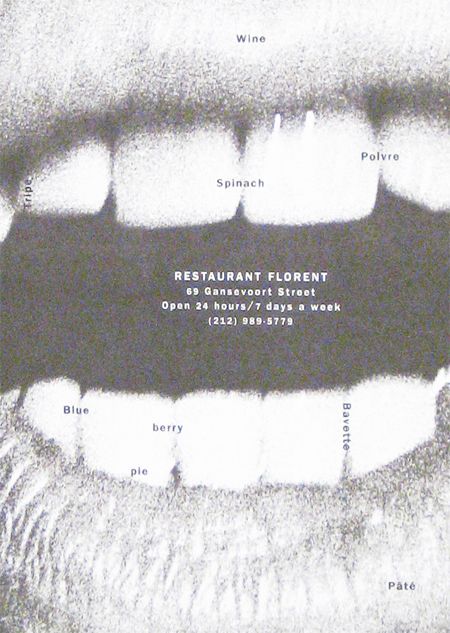 Wine
Poivre
Spinach
Tripe
RESTAURANT FLORENT
69 Gansevoort Street
Open 24 hours/7 days a week
(212) 989-5779
Blue
berry
Bavette
pie
Pâté